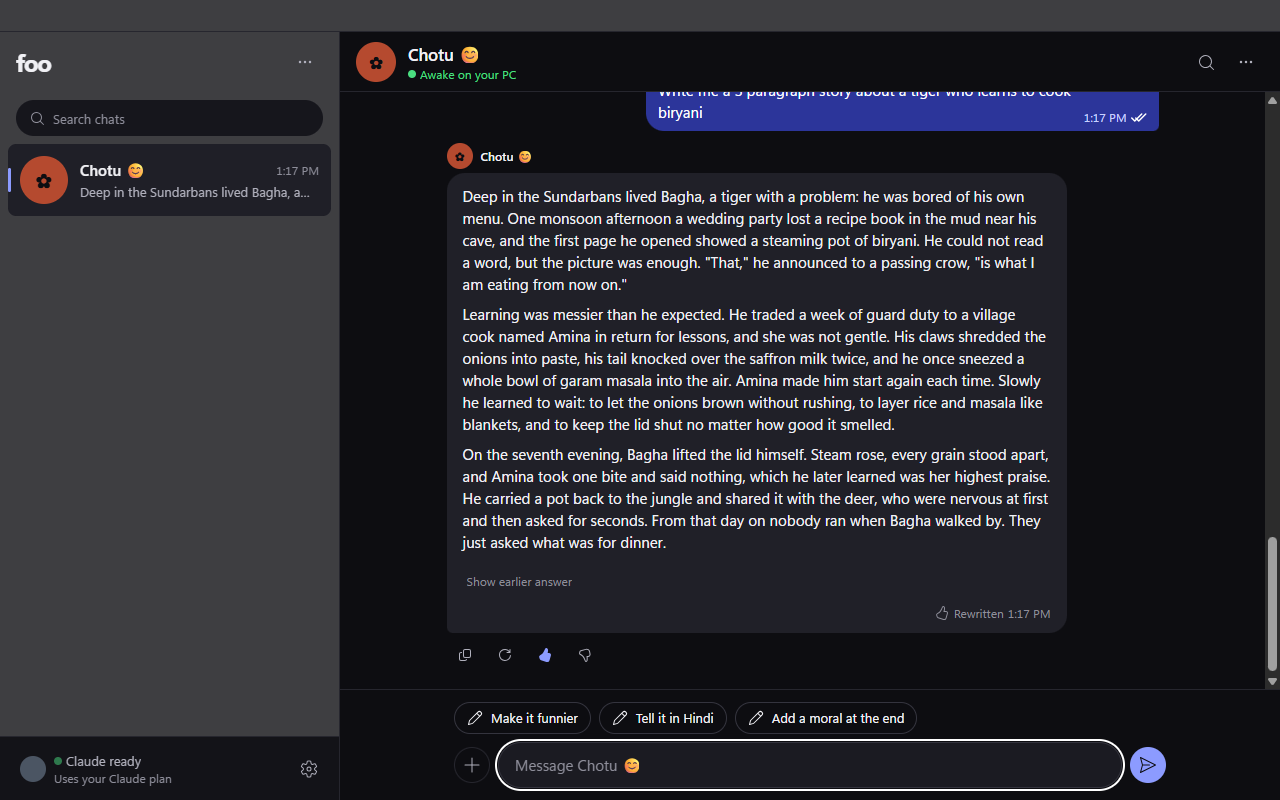 foo
Search chats
Chotu 😊
1:17 PM
Deep in the Sundarbans lived Bagha, a...
Claude ready
Uses your Claude plan
Chotu 😊
Awake on your PC
Write me a 3 paragraph story about a tiger who learns to cook
biryani
1:17 PM
Chotu 😊
Deep in the Sundarbans lived Bagha, a tiger with a problem: he was bored of his own
menu. One monsoon afternoon a wedding party lost a recipe book in the mud near his
cave, and the first page he opened showed a steaming pot of biryani. He could not read
a word, but the picture was enough. "That," he announced to a passing crow, "is what I
am eating from now on."
Learning was messier than he expected. He traded a week of guard duty to a village
cook named Amina in return for lessons, and she was not gentle. His claws shredded the
onions into paste, his tail knocked over the saffron milk twice, and he once sneezed a
whole bowl of garam masala into the air. Amina made him start again each time. Slowly
he learned to wait: to let the onions brown without rushing, to layer rice and masala like
blankets, and to keep the lid shut no matter how good it smelled.
On the seventh evening, Bagha lifted the lid himself. Steam rose, every grain stood apart,
and Amina took one bite and said nothing, which he later learned was her highest praise.
He carried a pot back to the jungle and shared it with the deer, who were nervous at first
and then asked for seconds. From that day on nobody ran when Bagha walked by. They
just asked what was for dinner.
Show earlier answer
Rewritten 1:17 PM
Make it funnier
Tell it in Hindi
Add a moral at the end
Message Chotu 😊